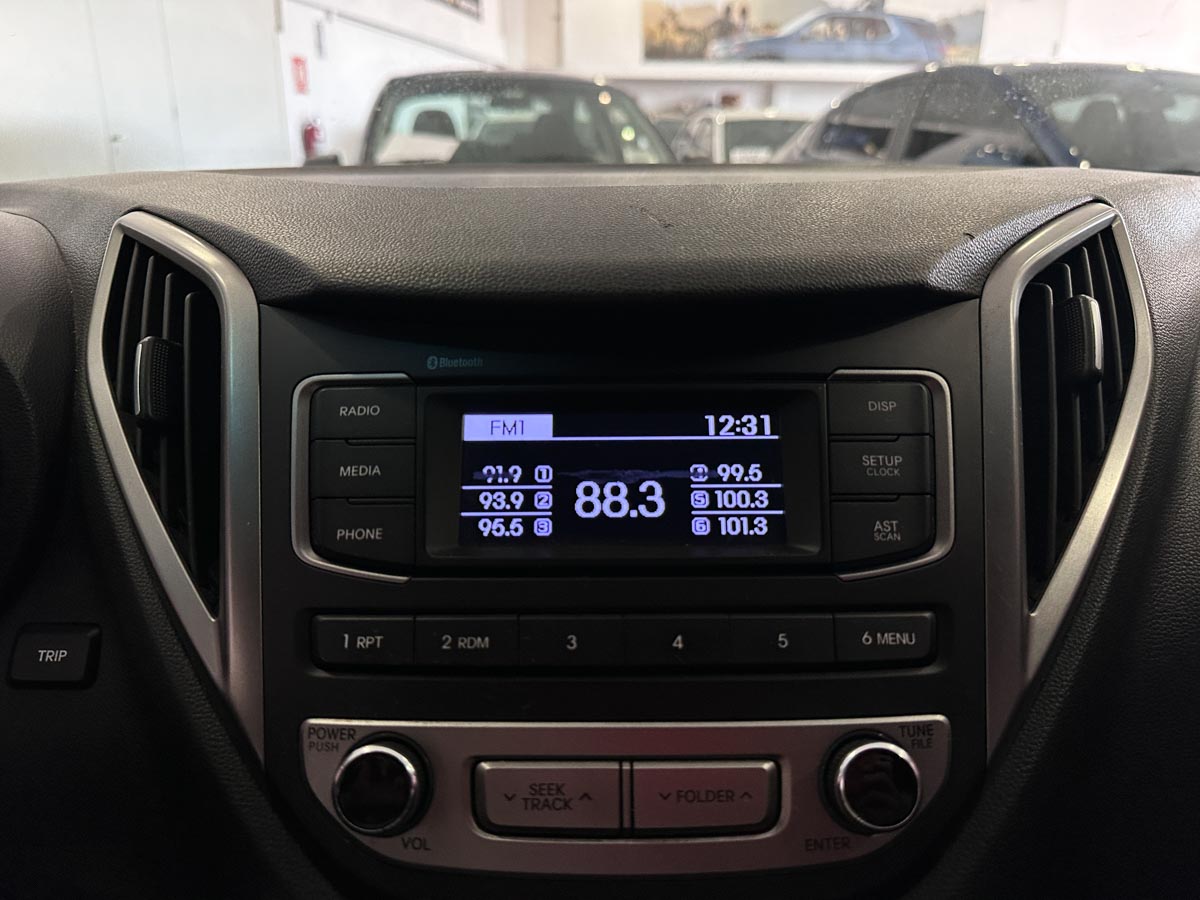 Bluetooth
RADIO
MEDIA
PHONE
FM1 12:31
91.9 1
93.9 2
95.5 3
88.3
4 99.5
5 100.3
6 101.3
DISP
SETUP
CLOCK
AST
SCAN
1 RPT 2 RDM 3 4 5 6 MENU
TRIP
POWER
PUSH
VOL
SEEK
TRACK
FOLDER
TUNE
FILE
ENTER